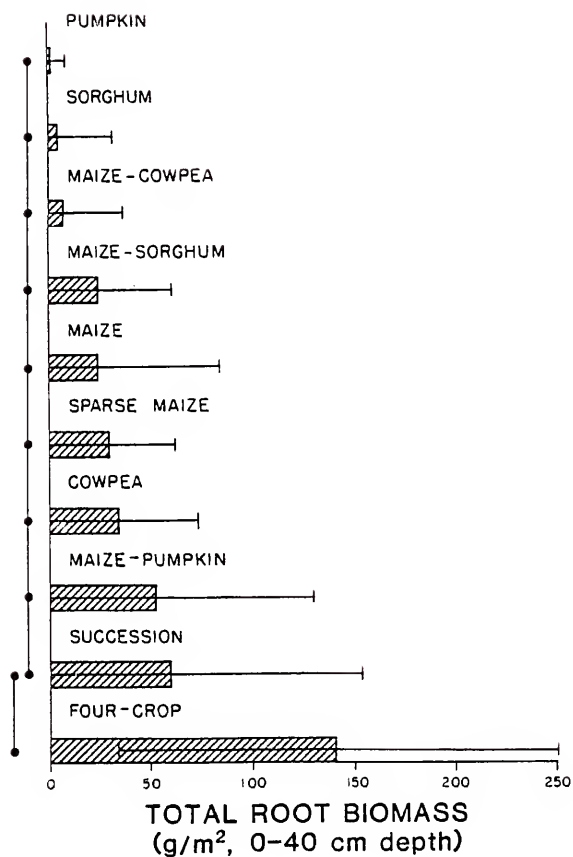 PUMPKIN
SORGHUM
MAIZE-COWPEA
MAIZE-SORGHUM
MAIZE
SPARSE MAIZE
COWPEA
MAIZE-PUMPKIN
SUCCESSION
FOUR-CROP
0 50 100 150 200 250
TOTAL ROOT BIOMASS
(g/m², 0-40 cm depth)